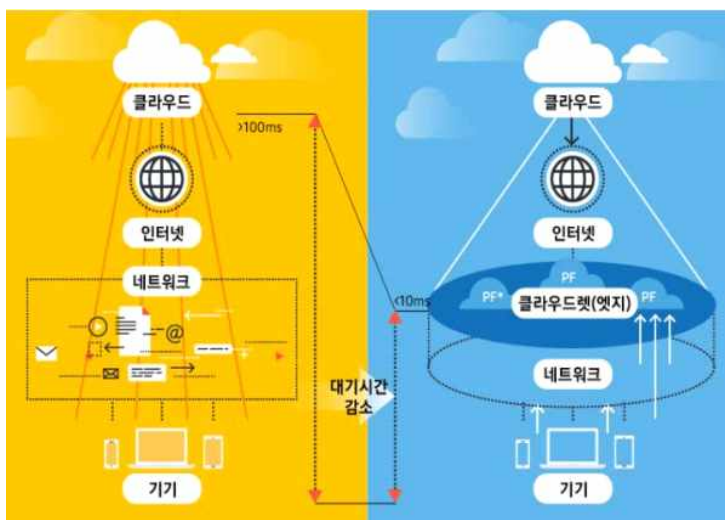 클라우드
>100ms
인터넷
네트워크
@
기기
대기시간
감소
클라우드
인터넷
<10ms
PF
PF*
클라우드렛(엣지)
PF
네트워크
기기